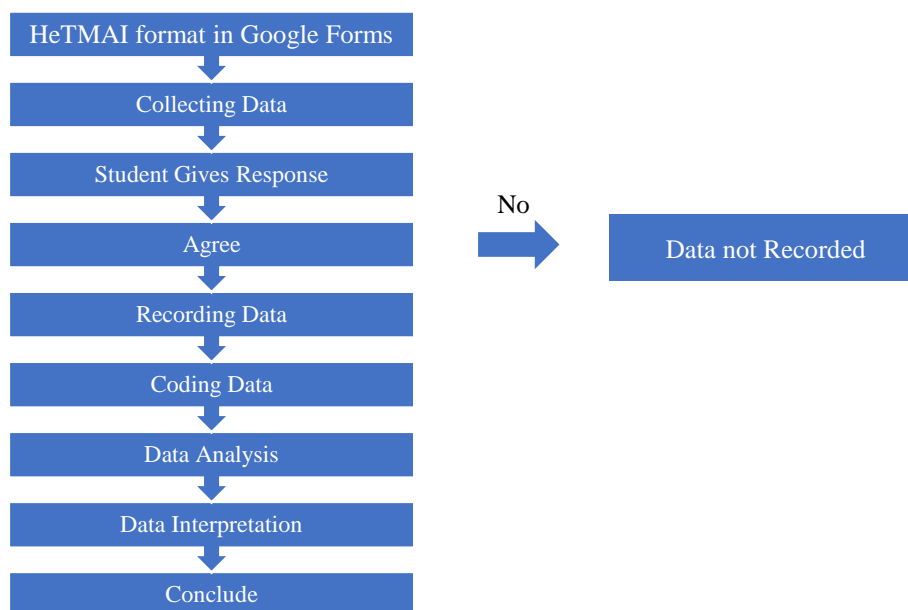 HeTMAI format in Google Forms
Collecting Data
Student Gives Response
No
Agree
Data not Recorded
Recording Data
Coding Data
Data Analysis
Data Interpretation
Conclude